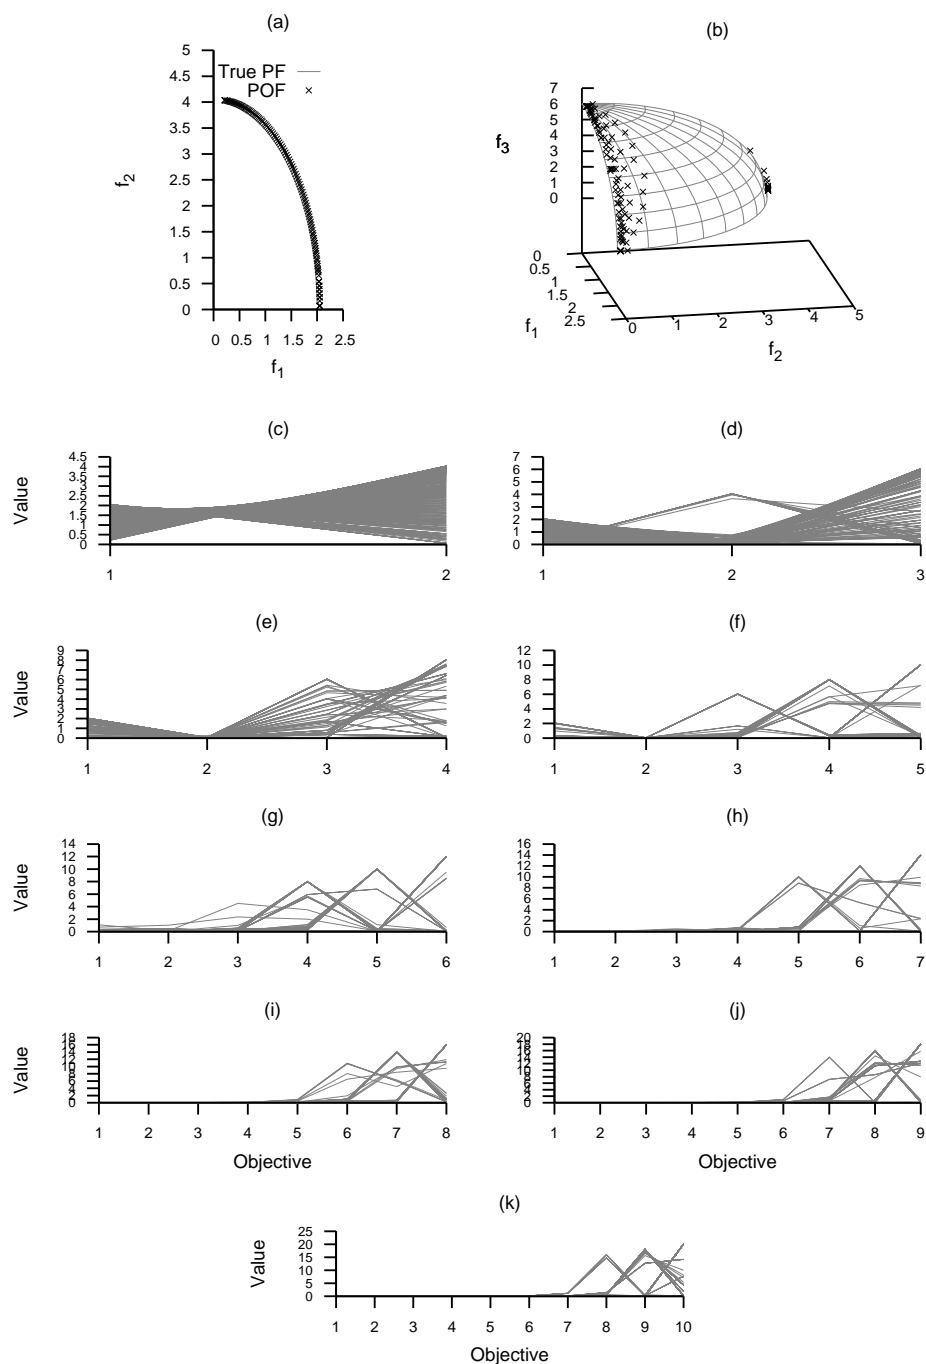 (a)
5
4.5
4
3.5
3
2.5
2
1.5
1
0.5
0
f2
True PF
POF
0 0.5 1 1.5 2 2.5
f1
(b)
7
6
5
4
3
2
1
0
f3
0
0.5
1
1.5
2
2.5
f1
0 1 2 3 4 5
f2
(c)
Value
4.5
4
3.5
3
2.5
2
1.5
1
0.5
0
1 2
(d)
7
6
5
4
3
2
1
0
1 2 3
(e)
Value
9
8
7
6
5
4
3
2
1
0
1 2 3 4
(f)
12
10
8
6
4
2
0
1 2 3 4 5
(g)
Value
14
12
10
8
6
4
2
0
1 2 3 4 5 6
(h)
16
14
12
10
8
6
4
2
0
1 2 3 4 5 6 7
(i)
Value
18
16
14
12
10
8
6
4
2
0
1 2 3 4 5 6 7 8
Objective
(j)
20
18
16
14
12
10
8
6
4
2
0
1 2 3 4 5 6 7 8 9
Objective
(k)
Value
25
20
15
10
5
0
1 2 3 4 5 6 7 8 9 10
Objective